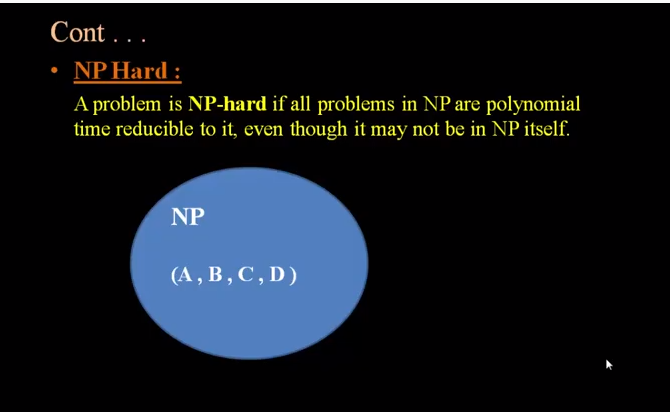 Cont . . .
• NP Hard :
A problem is NP-hard if all problems in NP are polynomial
time reducible to it, even though it may not be in NP itself.
NP
(A , B , C , D )